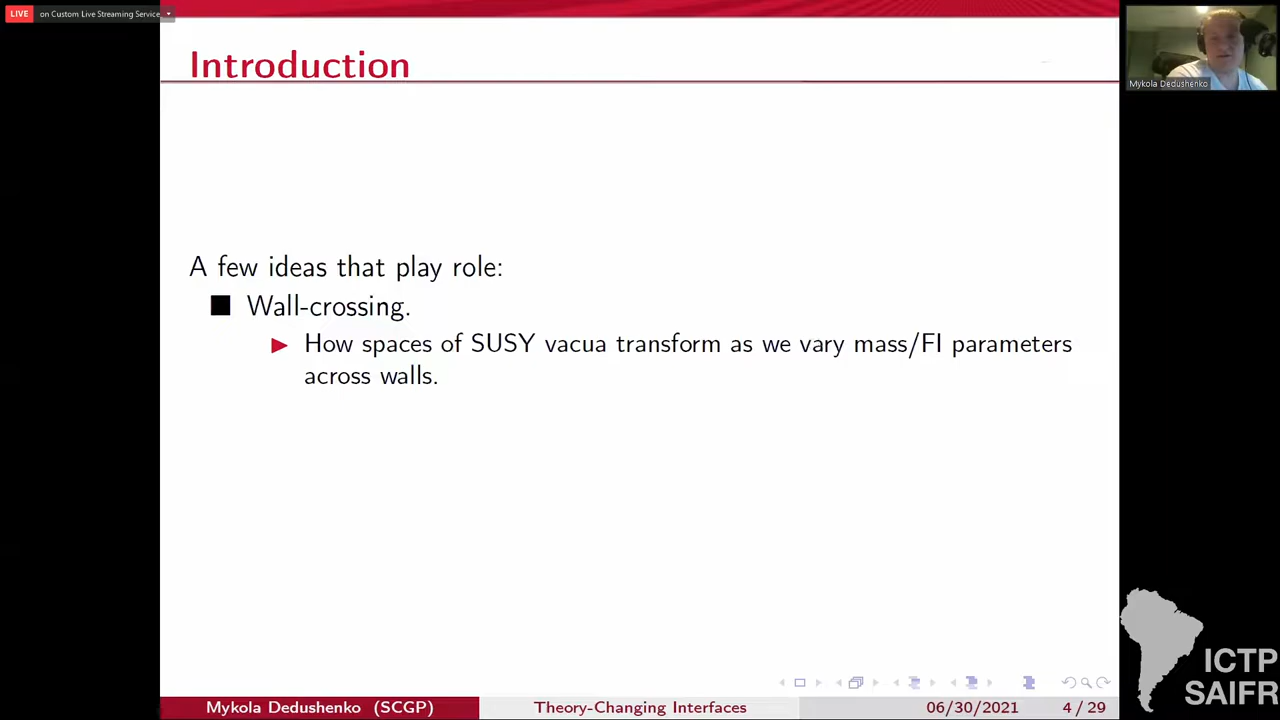 LIVE on Custom Live Streaming Service
Introduction
Mykola Dedushenko
A few ideas that play role:
Wall-crossing.
How spaces of SUSY vacua transform as we vary mass/FI parameters
across walls.
ICTP
SAIFR
Mykola Dedushenko (SCGP) Theory-Changing Interfaces 06/30/2021 4 / 29